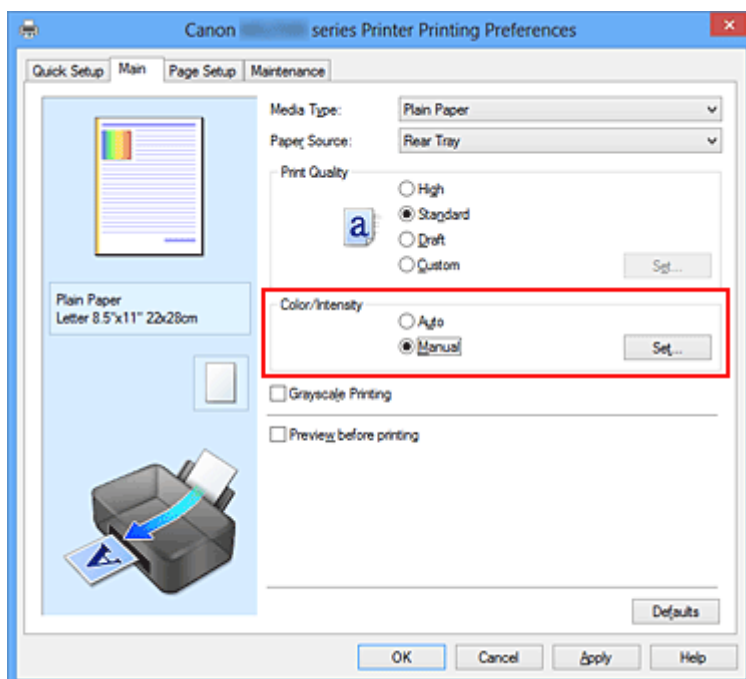 Canon series Printer Printing Preferences
Quick Setup Main Page Setup Maintenance
Media Type: Plain Paper
Paper Source: Rear Tray
Print Quality
High
a Standard
Draft
Custom Set...
Plain Paper
Letter 8.5"x11" 22x28cm
Color/Intensity
Auto
Manual Set...
Grayscale Printing
Preview before printing
A
Defaults
OK Cancel Apply Help